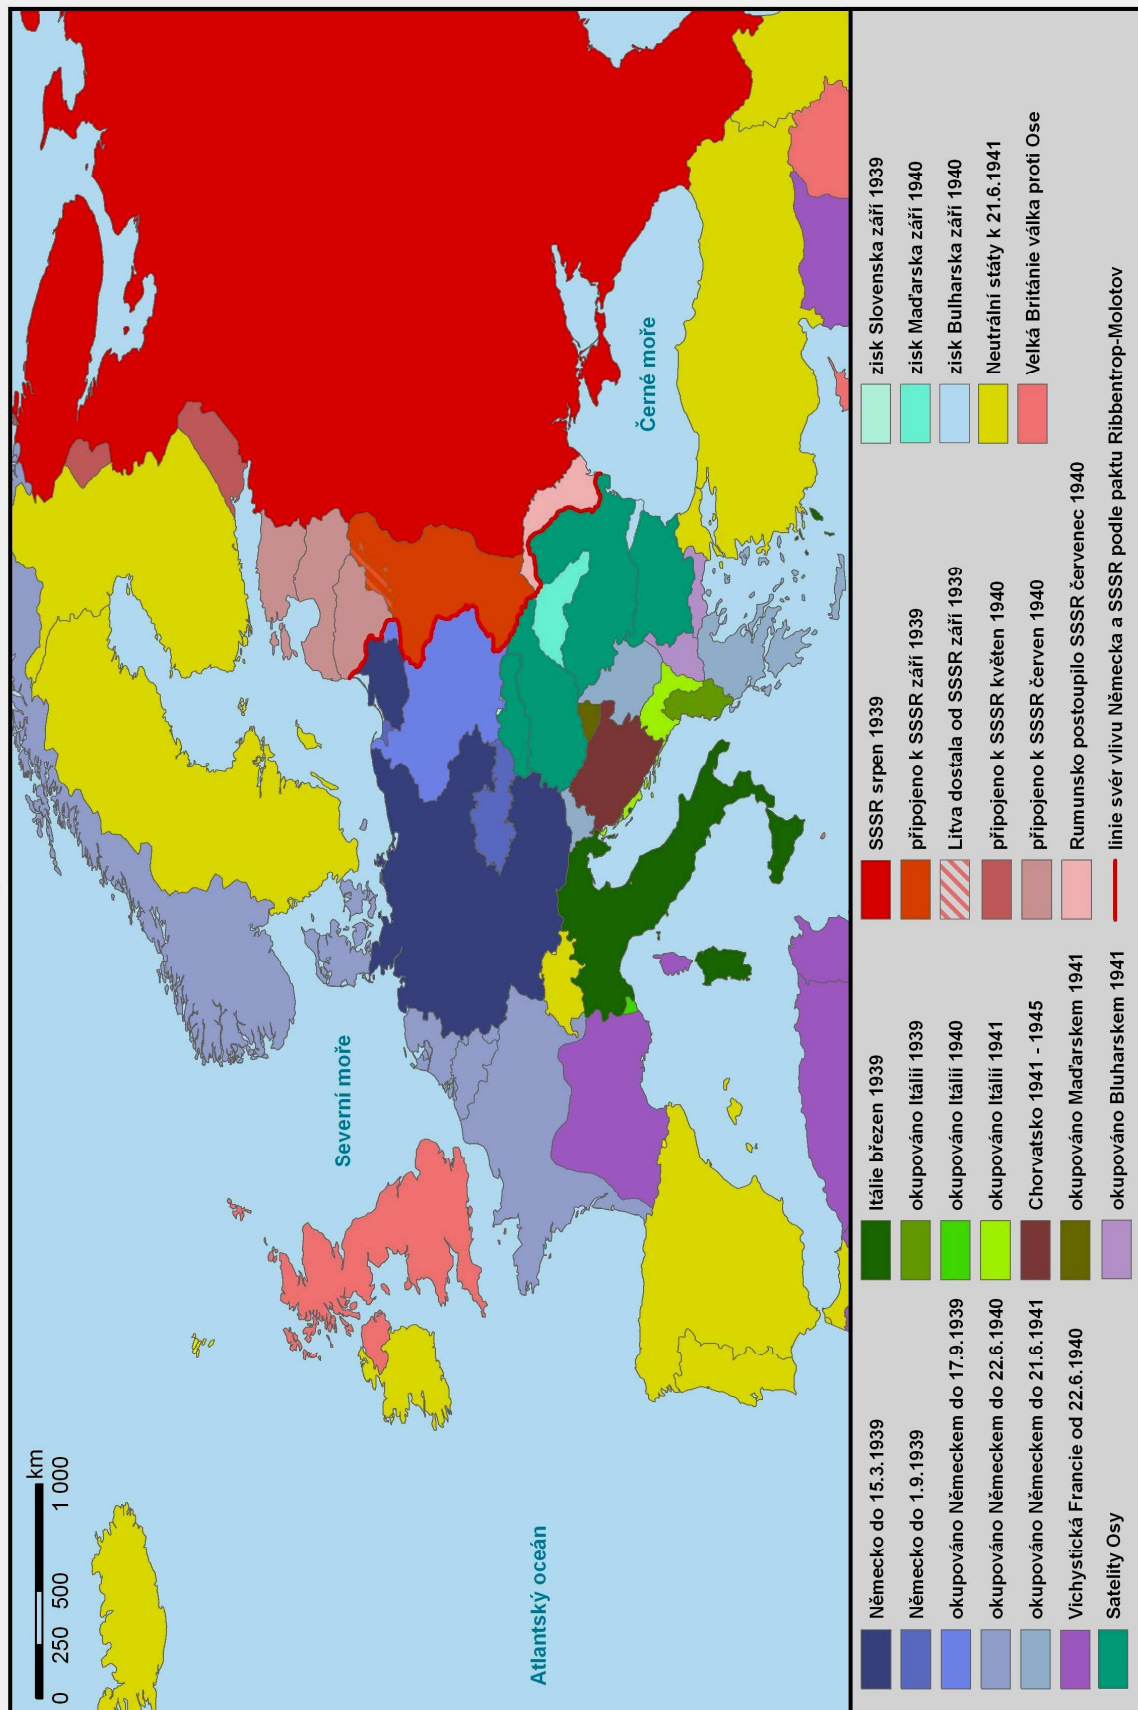 km
0 250 500 1 000
Severní moře
Černé moře
Atlantský oceán
Německo do 15.3.1939
Německo do 1.9.1939
okupováno Německem do 17.9.1939
okupováno Německem do 22.6.1940
okupováno Německem do 21.6.1941
Vichystická Francie od 22.6.1940
Satelity Osy
Itálie březen 1939
okupováno Itálií 1939
okupováno Itálií 1940
okupováno Itálií 1941
Chorvatsko 1941 - 1945
okupováno Maďarskem 1941
okupováno Bluharskem 1941
SSSR srpen 1939
připojeno k SSSR září 1939
Litva dostala od SSSR září 1939
připojeno k SSSR květen 1940
připojeno k SSSR červen 1940
Rumunsko postoupilo SSSR červenec 1940
linie svér vlivu Německa a SSSR podle paktu Ribbentrop-Molotov
zisk Slovenska září 1939
zisk Maďarska září 1940
zisk Bulharska září 1940
Neutrální státy k 21.6.1941
Velká Británie válka proti Ose